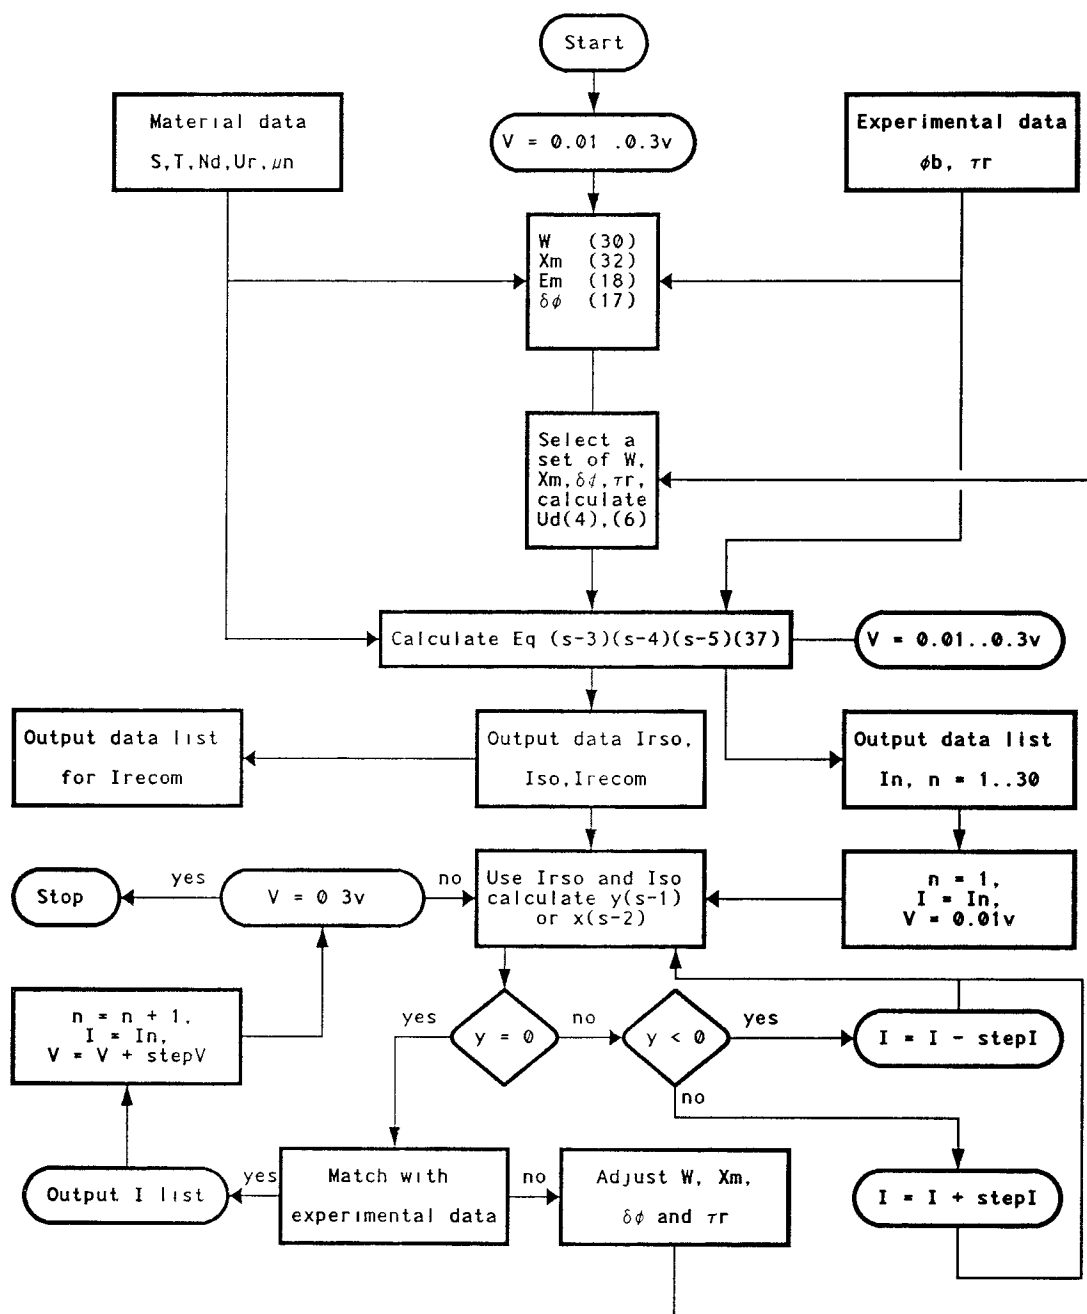 Start
Material data
S,T,Nd,Ur,μn
V = 0.01 .0.3v
Experimental data
ϕb, τr
W (30)
Xm (32)
Em (18)
δϕ (17)
Select a
set of W,
Xm,δϕ,τr,
calculate
Ud(4),(6)
Calculate Eq (s-3)(s-4)(s-5)(37)
V = 0.01..0.3v
Output data list
for Irecom
Output data Irso,
Iso,Irecom
Output data list
In, n = 1..30
Stop
yes
V = 0 3v
no
Use Irso and Iso
calculate y(s-1)
or x(s-2)
n = 1,
I = In,
V = 0.01v
n = n + 1,
I = In,
V = V + stepV
yes
y = 0
no
y < 0
yes
I = I - stepI
no
Output I list
yes
Match with
experimental data
no
Adjust W, Xm,
δϕ and τr
I = I + stepI